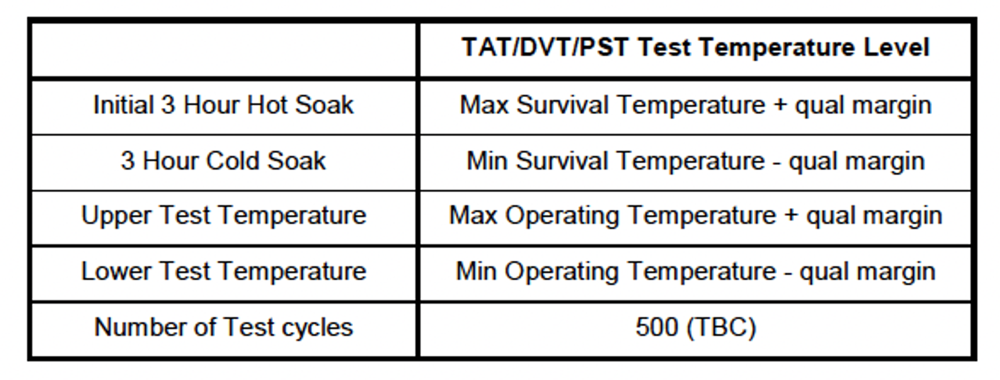 TAT/DVT/PST Test Temperature Level
Initial 3 Hour Hot Soak Max Survival Temperature + qual margin
3 Hour Cold Soak Min Survival Temperature - qual margin
Upper Test Temperature Max Operating Temperature + qual margin
Lower Test Temperature Min Operating Temperature - qual margin
Number of Test cycles 500 (TBC)